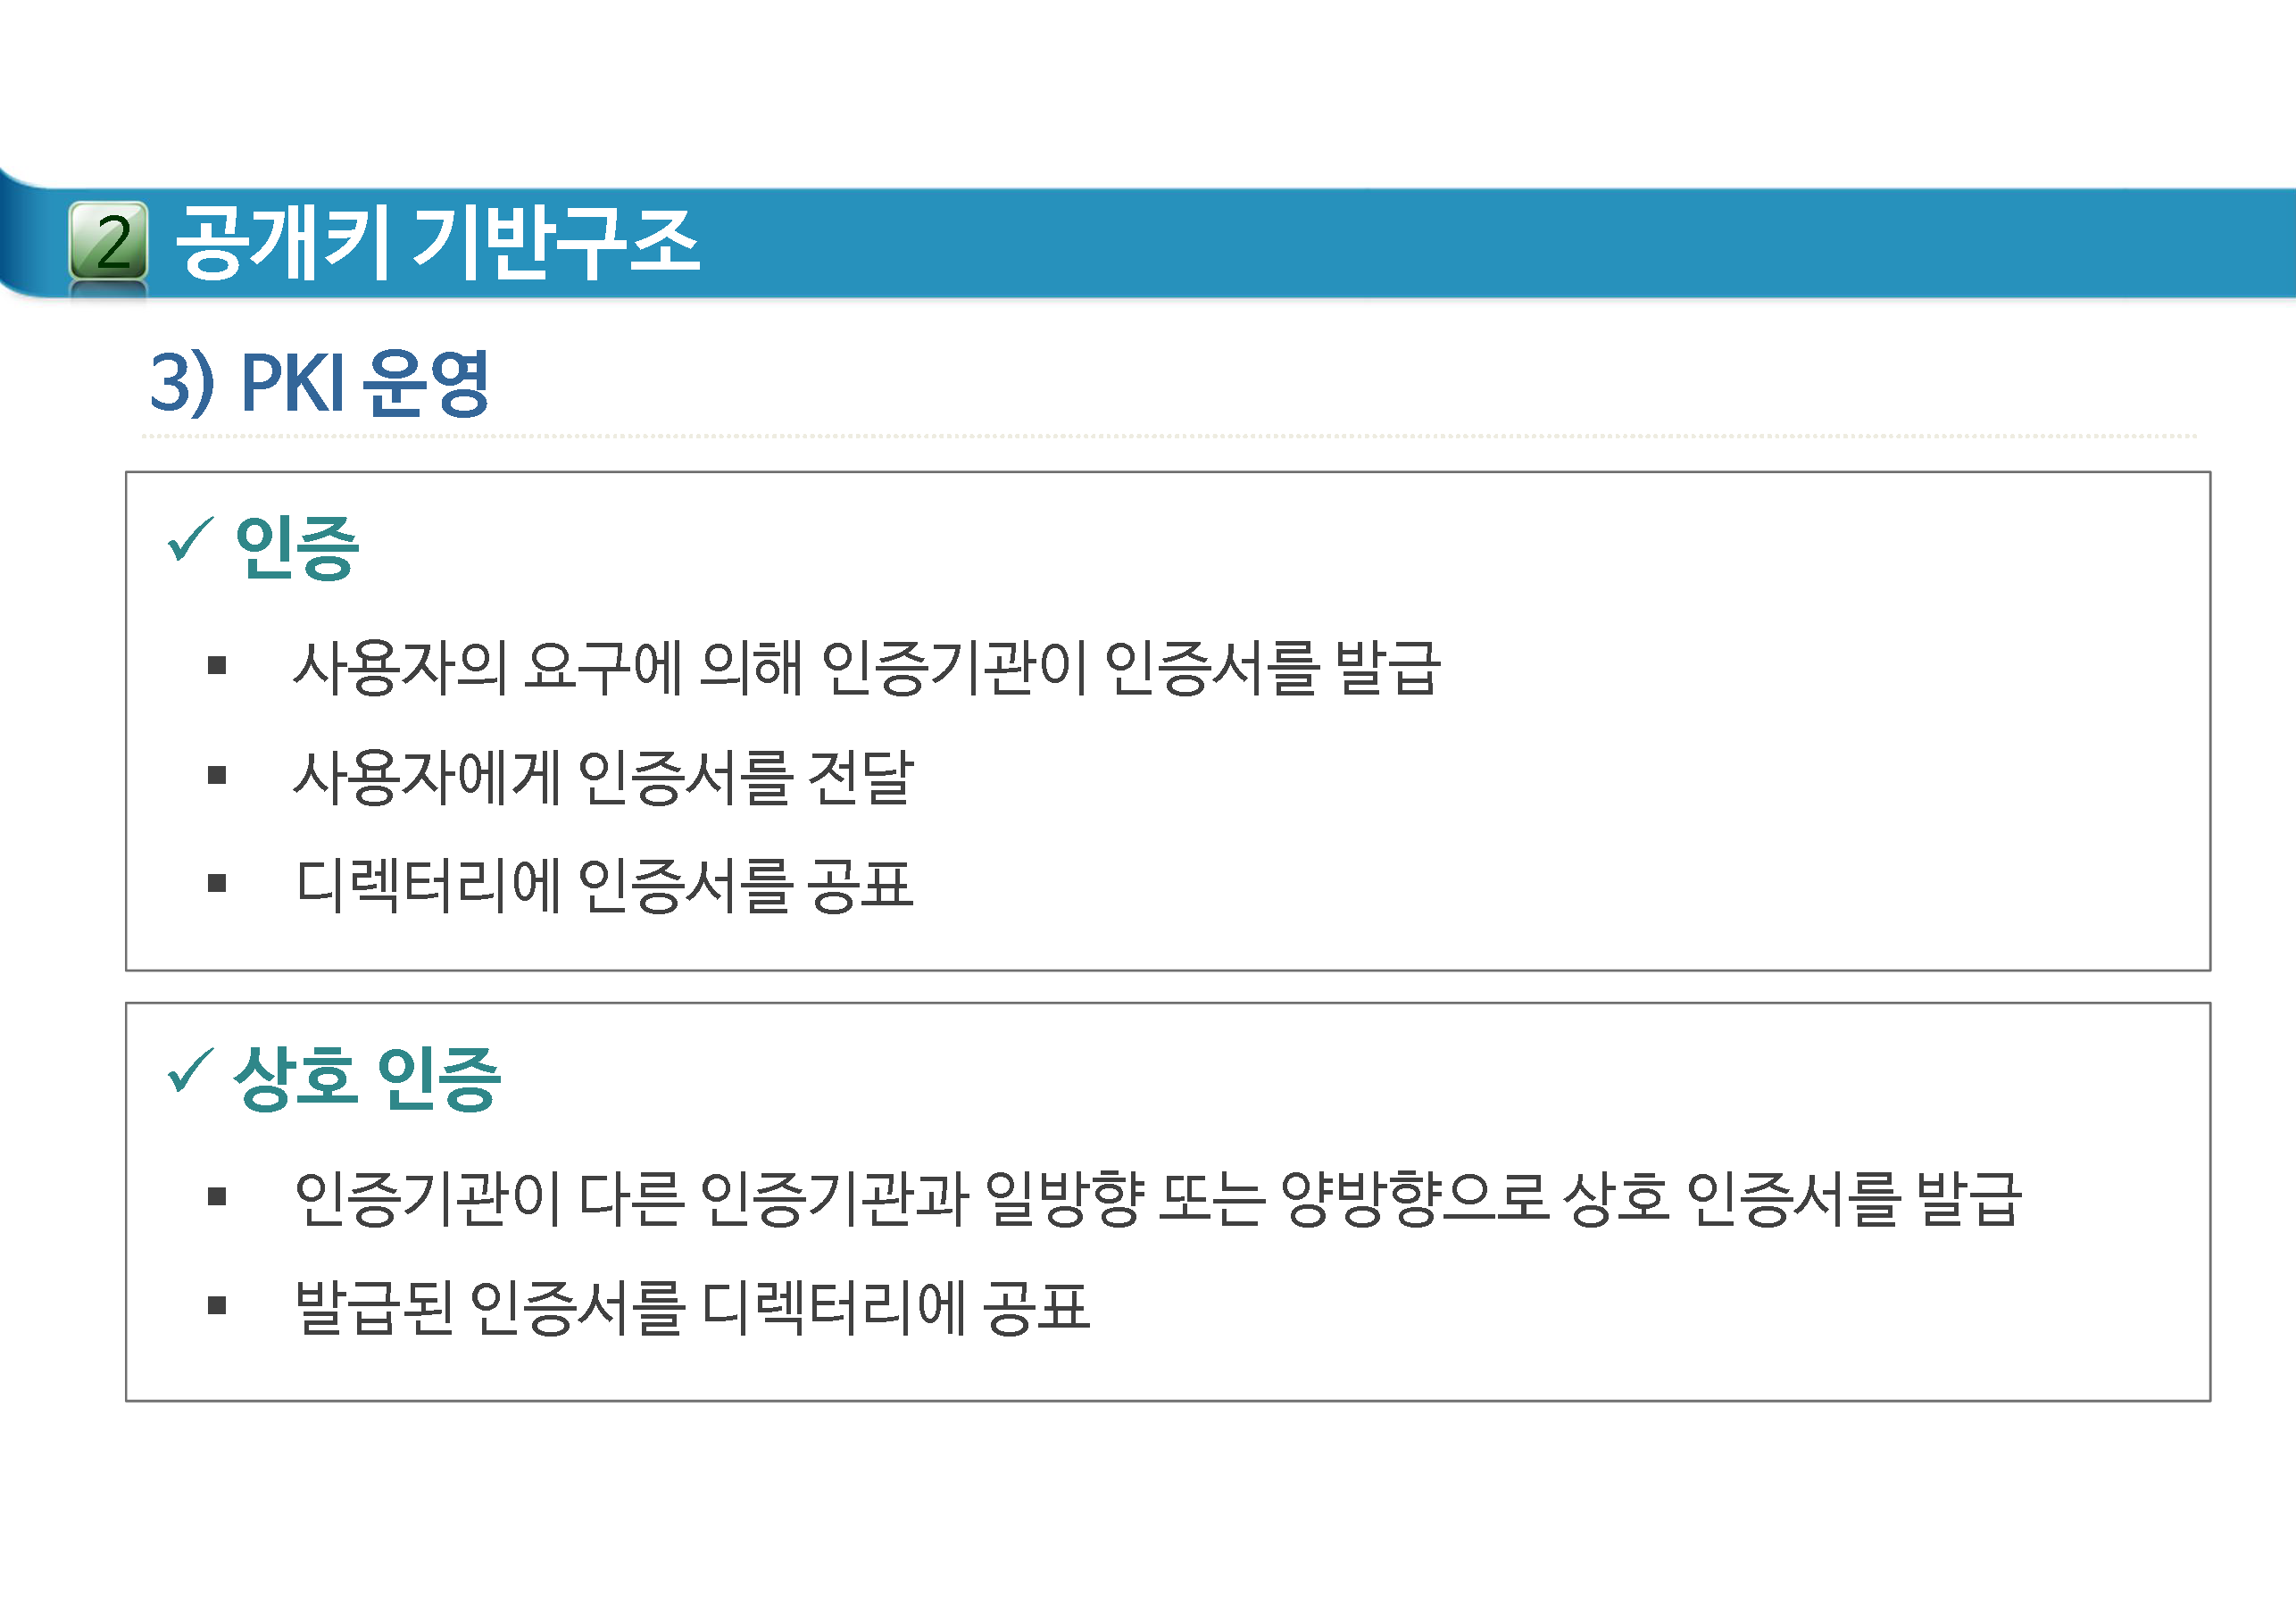 2 공개키 기반구조
3) PKI 운영
✓ 인증
▪ 사용자의 요구에 의해 인증기관이 인증서를 발급
▪ 사용자에게 인증서를 전달
▪ 디렉터리에 인증서를 공표
✓ 상호 인증
▪ 인증기관이 다른 인증기관과 일방향 또는 양방향으로 상호 인증서를 발급
▪ 발급된 인증서를 디렉터리에 공표